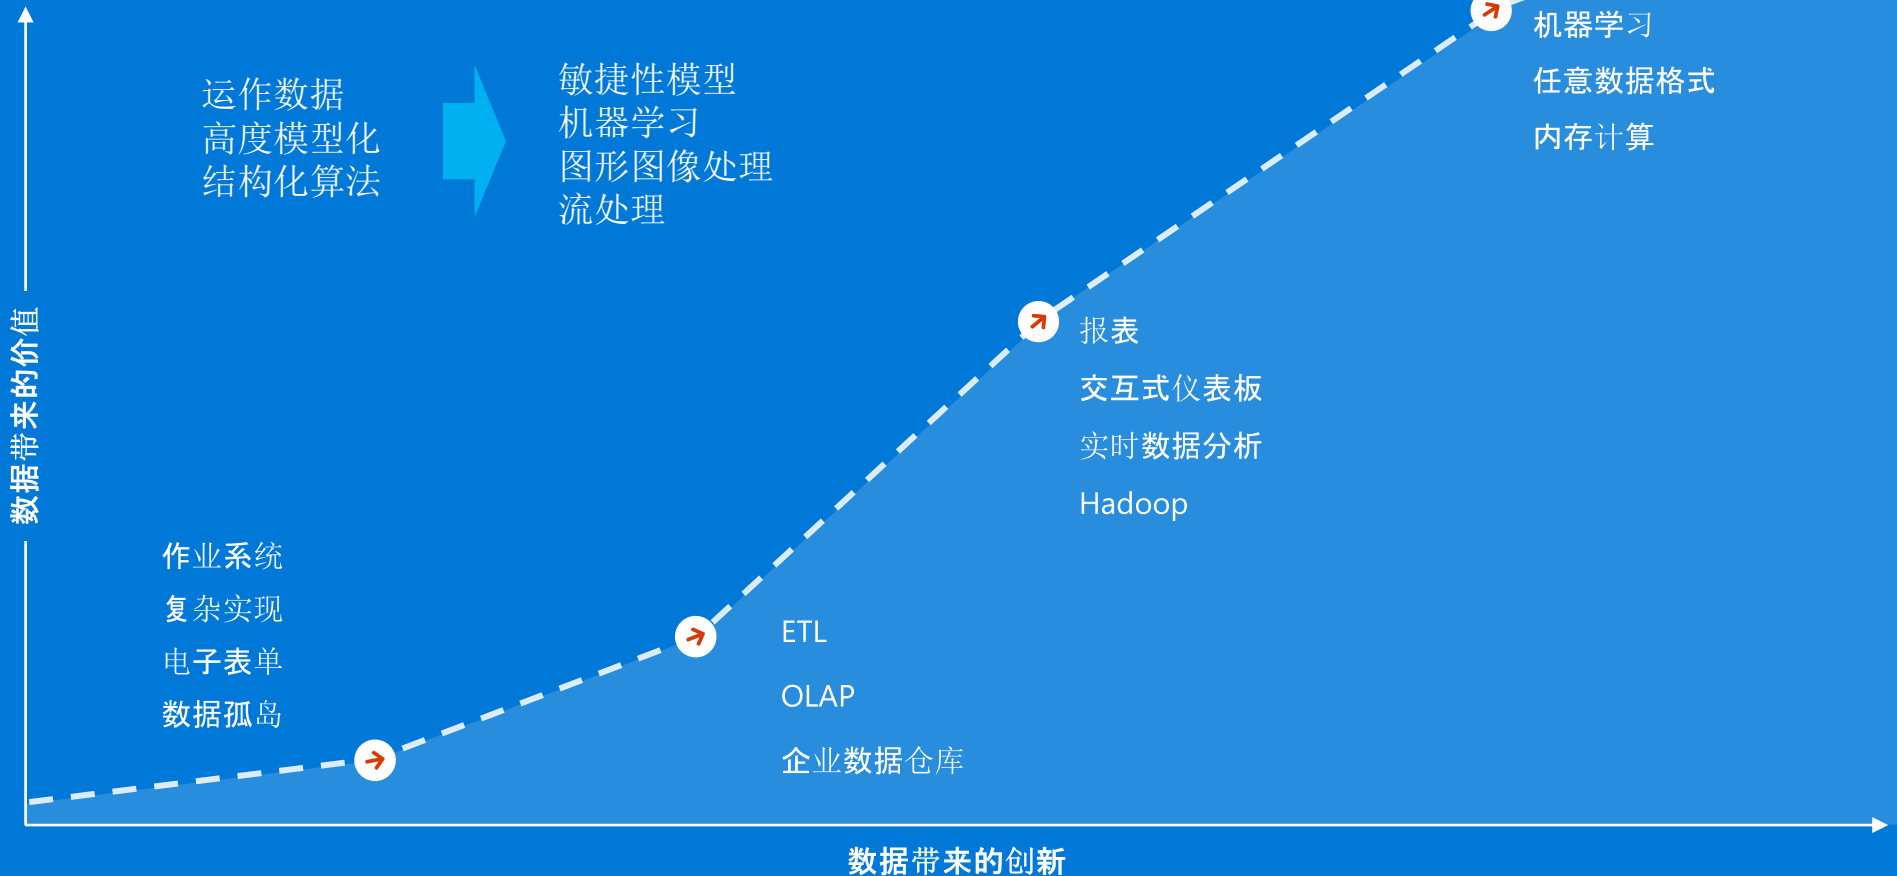 运作数据
高度模型化
结构化算法
敏捷性模型
机器学习
图形图像处理
流处理
机器学习
任意数据格式
内存计算
数据带来的价值
报表
交互式仪表板
实时数据分析
Hadoop
作业系统
复杂实现
电子表单
数据孤岛
ETL
OLAP
企业数据仓库
数据带来的创新